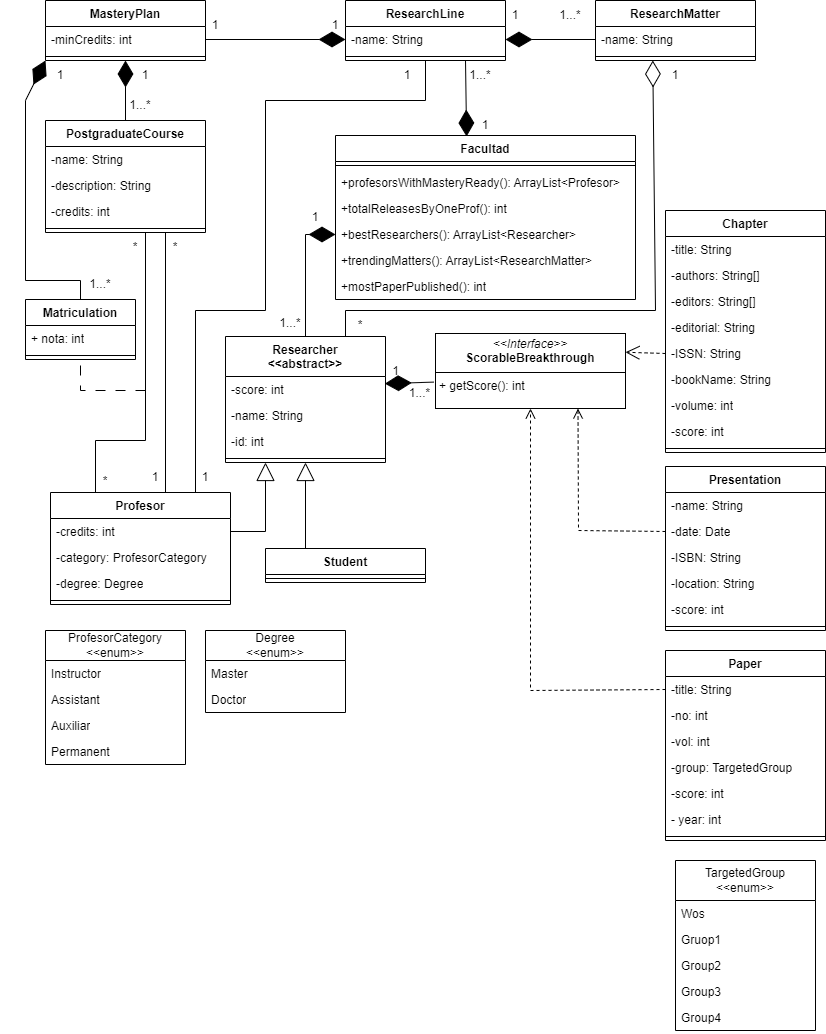 MasteryPlan
-minCredits: int
1
1
ResearchLine
-name: String
1
1...*
ResearchMatter
-name: String
1
1
1...*
1
1...*
1
PostgraduateCourse
-name: String
-description: String
-credits: int
*
*
1
Facultad
+profesorsWithMasteryReady(): ArrayList<Profesor>
+totalReleasesByOneProf(): int
+bestResearchers(): ArrayList<Researcher>
+trendingMatters(): ArrayList<ResearchMatter>
+mostPaperPublished(): int
1
1...*
*
1...*
Matriculation
+ nota: int
Researcher
<<abstract>>
-score: int
-name: String
-id: int
1
1...*
<<Interface>>
ScorableBreakthrough
+ getScore(): int
Chapter
-title: String
-authors: String[]
-editors: String[]
-editorial: String
-ISSN: String
-bookName: String
-volume: int
-score: int
*
1
1
Profesor
-credits: int
-category: ProfesorCategory
-degree: Degree
Student
Presentation
-name: String
-date: Date
-ISBN: String
-location: String
-score: int
ProfesorCategory
<<enum>>
Instructor
Assistant
Auxiliar
Permanent
Degree
<<enum>>
Master
Doctor
Paper
-title: String
-no: int
-vol: int
-group: TargetedGroup
-score: int
- year: int
TargetedGroup
<<enum>>
Wos
Gruop1
Group2
Group3
Group4